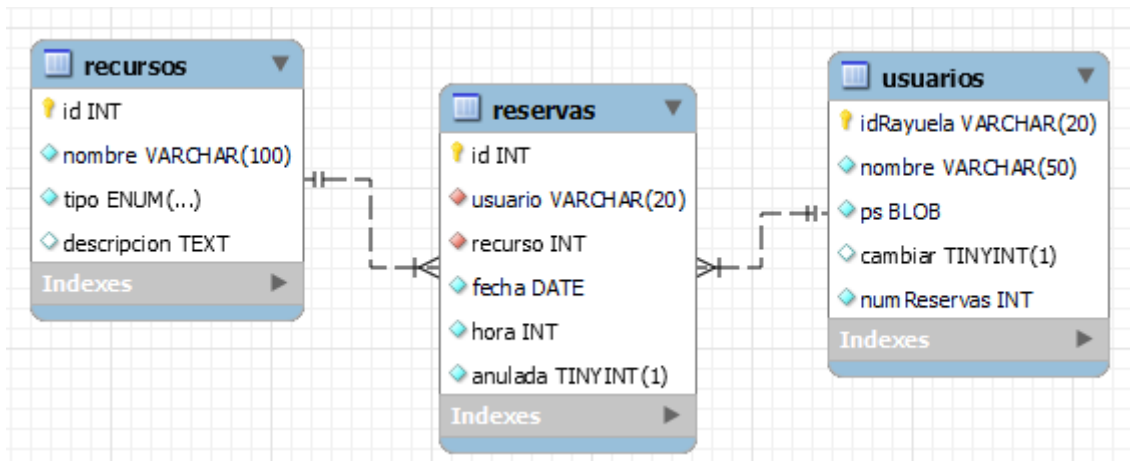 recursos
id INT
nombre VARCHAR(100)
tipo ENUM(...)
descripcion TEXT
Indexes
reservas
id INT
usuario VARCHAR(20)
recurso INT
fecha DATE
hora INT
anulada TINYINT(1)
Indexes
usuarios
idRayuela VARCHAR(20)
nombre VARCHAR(50)
ps BLOB
cambiar TINYINT(1)
numReservas INT
Indexes